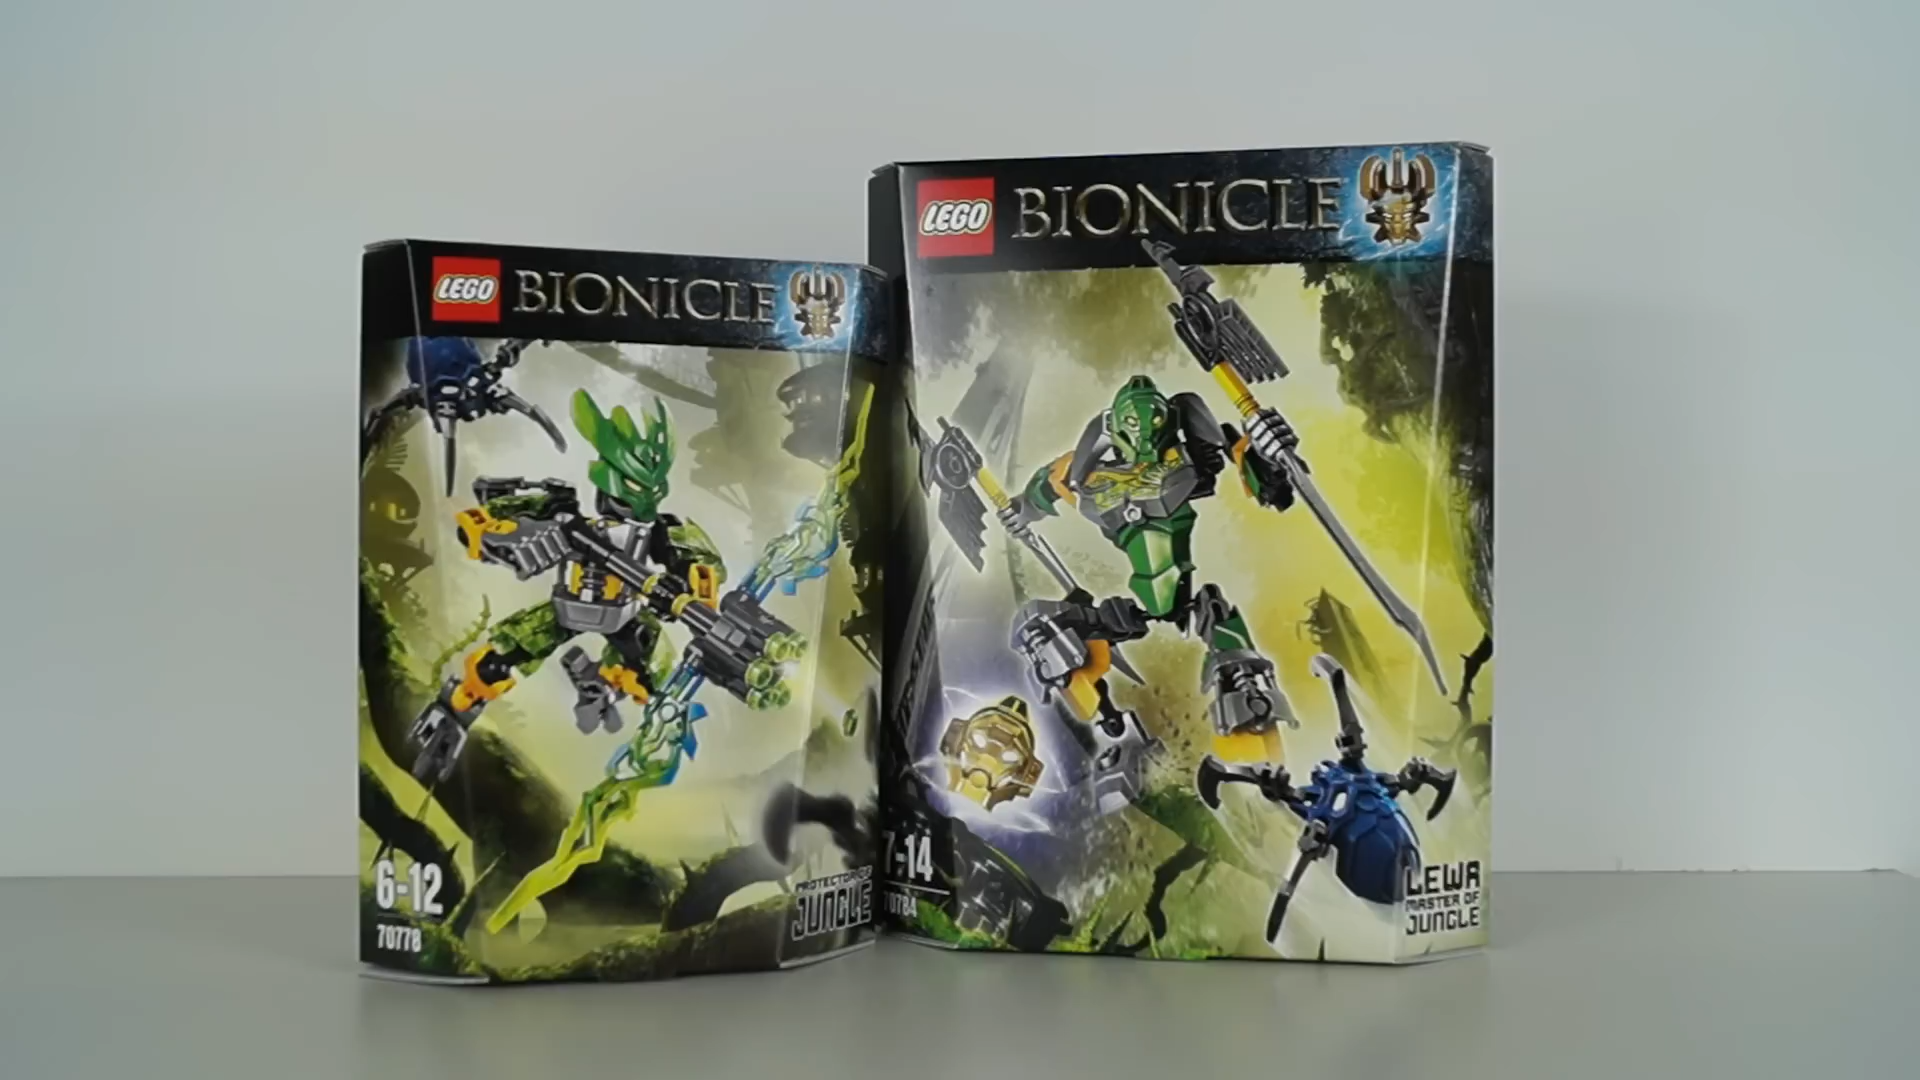 LEGO BIONICLE
6-12
70778
PROTECTOR OF
JUNGLE
LEGO BIONICLE
7-14
70784
LEWA
MASTER OF
JUNGLE